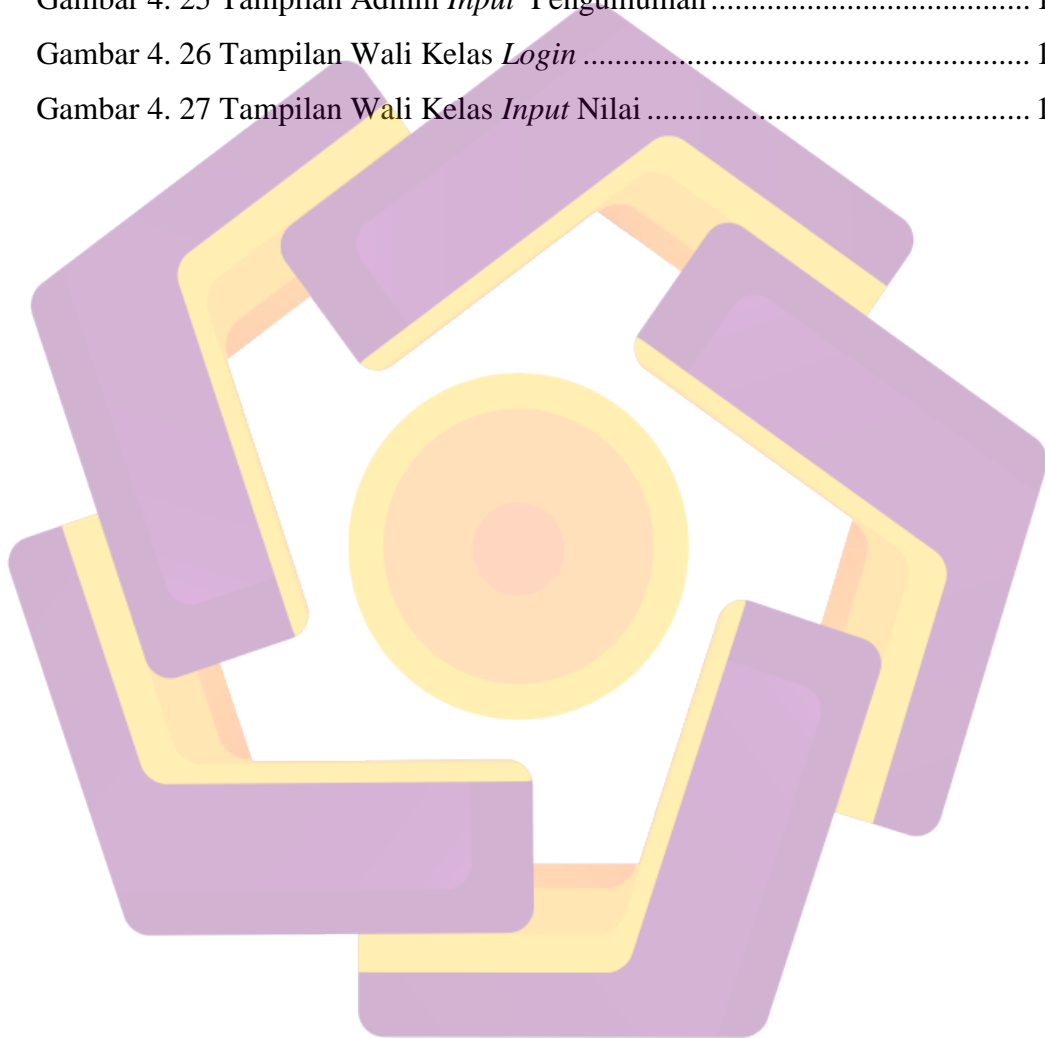 Gambar 4. 25 Tampilan Admin Input Pengumuman.......................................................... 1
Gambar 4. 26 Tampilan Wali Kelas Login ................................................................................ 1
Gambar 4. 27 Tampilan Wali Kelas Input Nilai .................................................................... 1